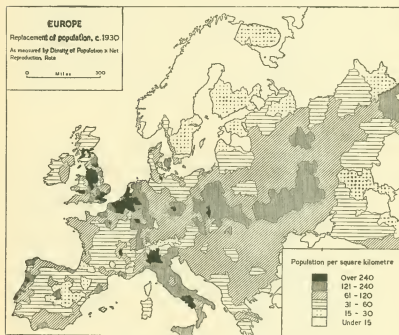 EUROPE
Replacement of population, c.1930
As measured by Density of Population & Net
Reproduction Rate
0 Miles 300
Population per square kilometre
Over 240
121 - 240
61 - 120
31 - 60
15 - 30
Under 15